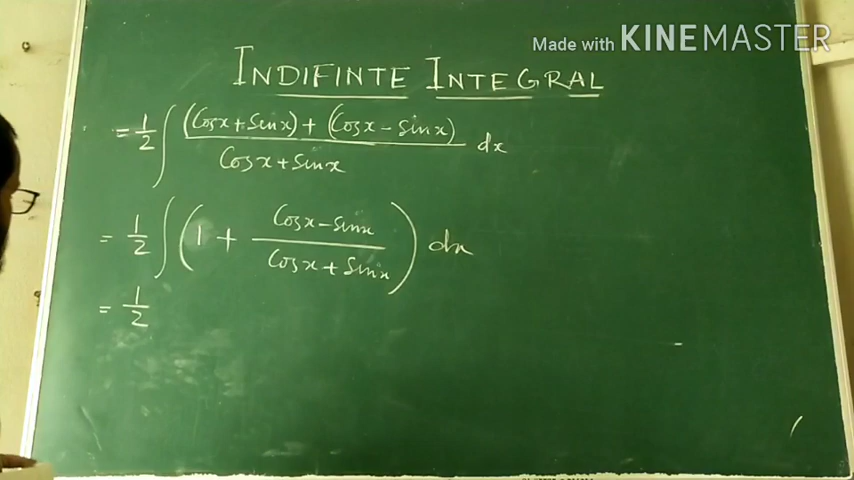 Made with KINEMASTER
INDIFINTE INTEGRAL
= 1/2 ∫ ((Cosx + Sinx) + (Cosx - Sinx))/(Cosx + Sinx) dx
= 1/2 ∫ (1 + (Cosx - Sinx)/(Cosx + Sinx)) dx
= 1/2